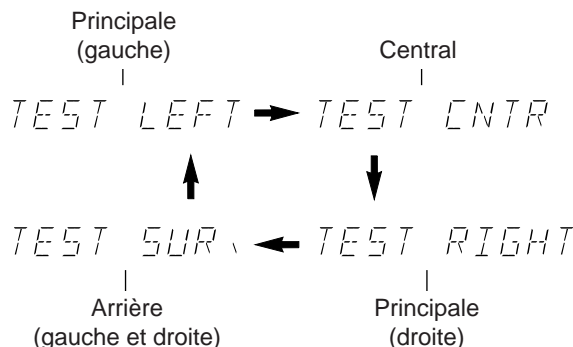 Principale
(gauche)
Central
TEST LEFT
TEST CNTR
TEST SUR.
TEST RIGHT
Arrière
(gauche et droite)
Principale
(droite)